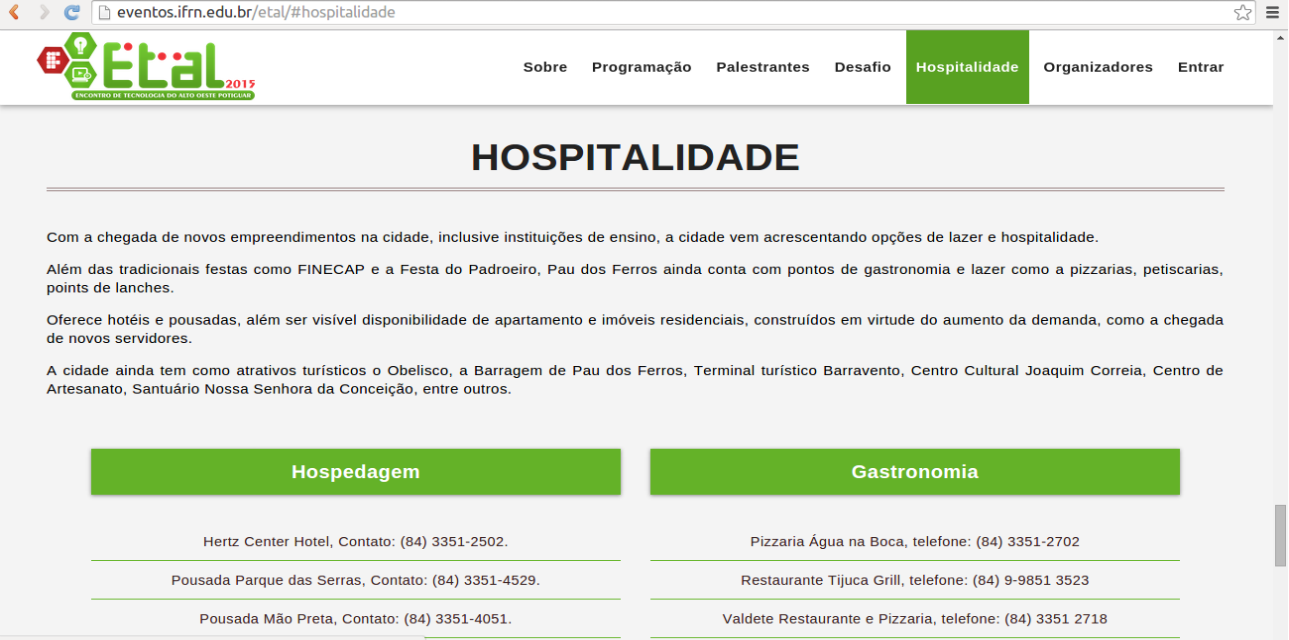 eventos.ifrn.edu.br/etal/#hospitalidade
Etal
2015
ENCONTRO DE TECNOLOGIA DO ALTO OESTE POTIGUAR
Sobre Programação Palestrantes Desafio Hospitalidade Organizadores Entrar
HOSPITALIDADE
Com a chegada de novos empreendimentos na cidade, inclusive instituições de ensino, a cidade vem acrescentando opções de lazer e hospitalidade.
Além das tradicionais festas como FINECAP e a Festa do Padroeiro, Pau dos Ferros ainda conta com pontos de gastronomia e lazer como a pizzarias, petiscarias,
points de lanches.
Oferece hotéis e pousadas, além ser visível disponibilidade de apartamento e imóveis residenciais, construídos em virtude do aumento da demanda, como a chegada
de novos servidores.
A cidade ainda tem como atrativos turísticos o Obelisco, a Barragem de Pau dos Ferros, Terminal turístico Barravento, Centro Cultural Joaquim Correia, Centro de
Artesanato, Santuário Nossa Senhora da Conceição, entre outros.
Hospedagem
Hertz Center Hotel, Contato: (84) 3351-2502.
Pousada Parque das Serras, Contato: (84) 3351-4529.
Pousada Mão Preta, Contato: (84) 3351-4051.
Gastronomia
Pizzaria Água na Boca, telefone: (84) 3351-2702
Restaurante Tijuca Grill, telefone: (84) 9-9851 3523
Valdete Restaurante e Pizzaria, telefone: (84) 3351 2718